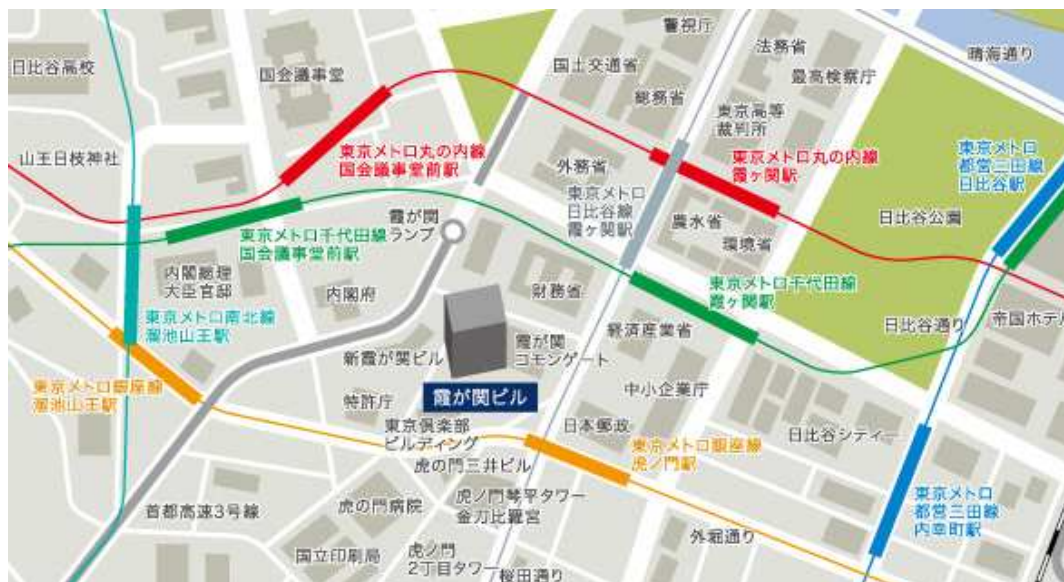 警視庁
国土交通省
法務省
晴海通り
日比谷高校
国会議事堂
最高検察庁
総務省
東京高等
裁判所
山王日枝神社
東京メトロ丸の内線
国会議事堂前駅
外務省
東京メトロ丸の内線
霞ヶ関駅
東京メトロ
都営三田線
日比谷駅
東京メトロ
日比谷線
霞ヶ関駅
霞が関
ランプ
農水省
環境省
日比谷公園
東京メトロ千代田線
国会議事堂前駅
内閣総理
大臣官邸
内閣府
財務省
東京メトロ千代田線
霞ヶ関駅
東京メトロ南北線
溜池山王駅
新霞が関ビル
霞が関
コモンゲート
経済産業省
日比谷通り
帝国ホテル
東京メトロ銀座線
溜池山王駅
特許庁
霞が関ビル
中小企業庁
東京倶楽部
ビルディング
日本郵政
東京メトロ銀座線
虎ノ門駅
日比谷シティー
虎の門三井ビル
首都高速3号線
虎の門病院
虎ノ門琴平タワー
金刀比羅宮
東京メトロ
都営三田線
内幸町駅
外堀通り
国立印刷局
虎ノ門
2丁目タワー
桜田通り